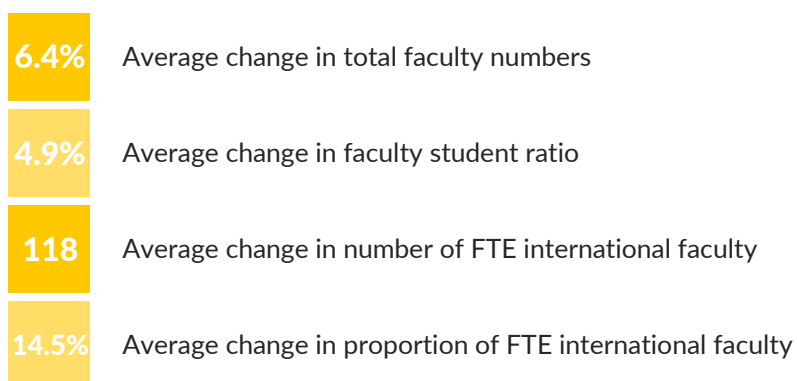 6.4% Average change in total faculty numbers
4.9% Average change in faculty student ratio
118 Average change in number of FTE international faculty
14.5% Average change in proportion of FTE international faculty